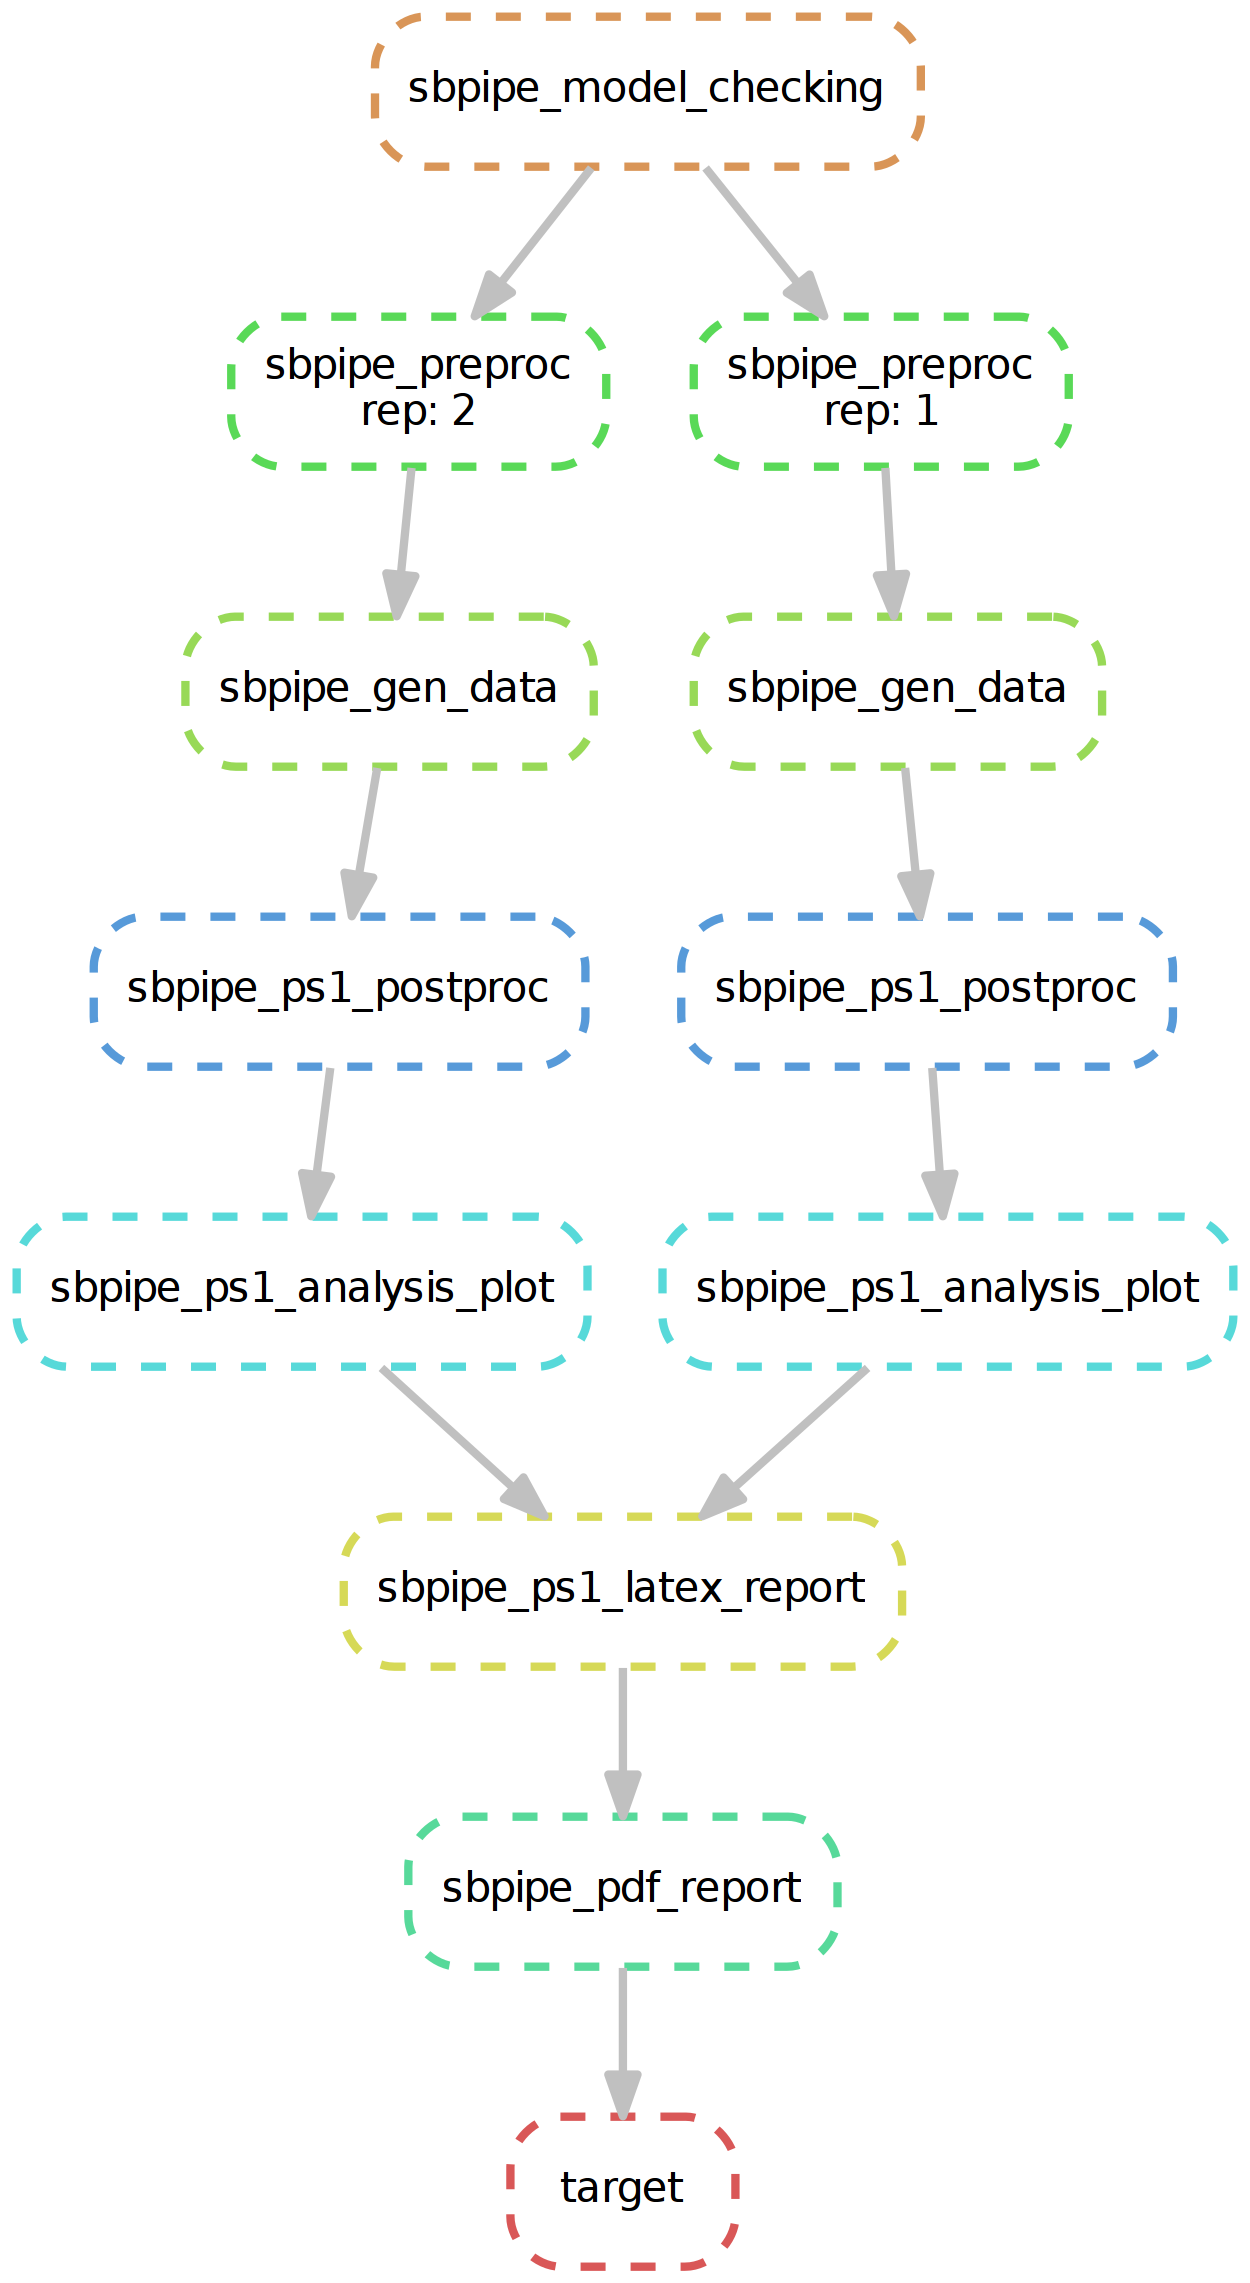 sbpipe_model_checking
sbpipe_preproc
rep: 2
sbpipe_preproc
rep: 1
sbpipe_gen_data
sbpipe_gen_data
sbpipe_ps1_postproc
sbpipe_ps1_postproc
sbpipe_ps1_analysis_plot
sbpipe_ps1_analysis_plot
sbpipe_ps1_latex_report
sbpipe_pdf_report
target